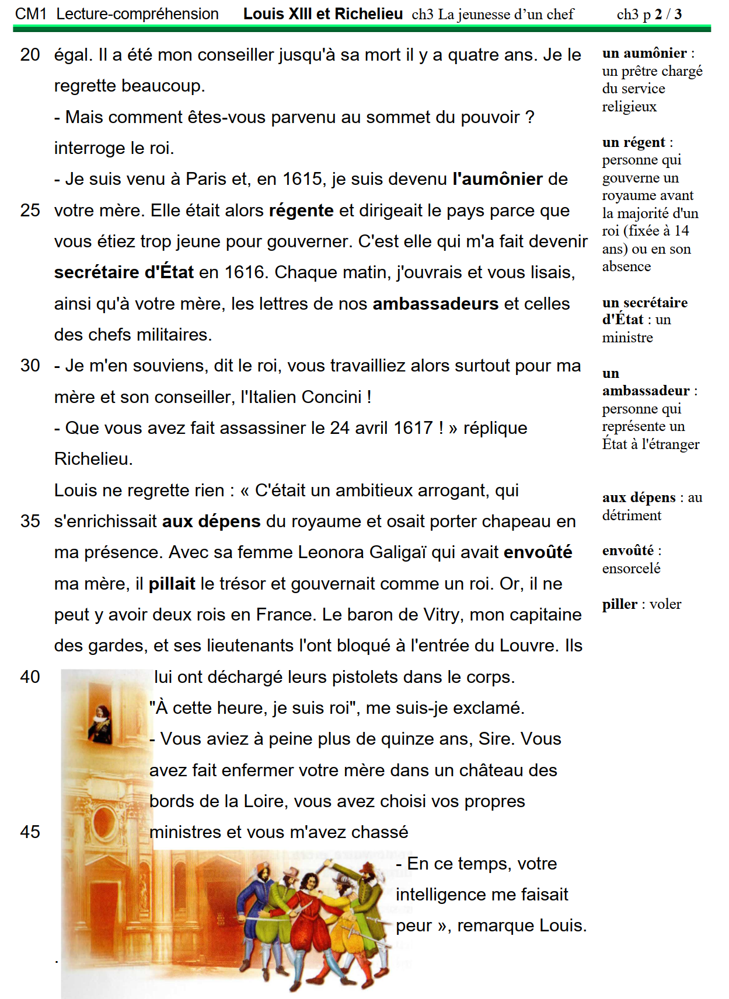 CM1 Lecture-compréhension Louis XIII et Richelieu ch3 La jeunesse d’un chef ch3 p 2 / 3
20 égal. Il a été mon conseiller jusqu'à sa mort il y a quatre ans. Je le
regrette beaucoup.
- Mais comment êtes-vous parvenu au sommet du pouvoir ?
interroge le roi.
- Je suis venu à Paris et, en 1615, je suis devenu l'aumônier de
25 votre mère. Elle était alors régente et dirigeait le pays parce que
vous étiez trop jeune pour gouverner. C'est elle qui m'a fait devenir
secrétaire d'État en 1616. Chaque matin, j'ouvrais et vous lisais,
ainsi qu'à votre mère, les lettres de nos ambassadeurs et celles
des chefs militaires.
30 - Je m'en souviens, dit le roi, vous travailliez alors surtout pour ma
mère et son conseiller, l'Italien Concini !
- Que vous avez fait assassiner le 24 avril 1617 ! » réplique
Richelieu.
Louis ne regrette rien : « C'était un ambitieux arrogant, qui
35 s'enrichissait aux dépens du royaume et osait porter chapeau en
ma présence. Avec sa femme Leonora Galigaï qui avait envoûté
ma mère, il pillait le trésor et gouvernait comme un roi. Or, il ne
peut y avoir deux rois en France. Le baron de Vitry, mon capitaine
des gardes, et ses lieutenants l'ont bloqué à l'entrée du Louvre. Ils
40 lui ont déchargé leurs pistolets dans le corps.
"À cette heure, je suis roi", me suis-je exclamé.
- Vous aviez à peine plus de quinze ans, Sire. Vous
avez fait enfermer votre mère dans un château des
bords de la Loire, vous avez choisi vos propres
45 ministres et vous m'avez chassé
- En ce temps, votre
intelligence me faisait
peur », remarque Louis.
.
un aumônier :
un prêtre chargé
du service
religieux
un régent :
personne qui
gouverne un
royaume avant
la majorité d'un
roi (fixée à 14
ans) ou en son
absence
un secrétaire
d'État : un
ministre
un
ambassadeur :
personne qui
représente un
État à l'étranger
aux dépens : au
détriment
envoûté :
ensorcelé
piller : voler